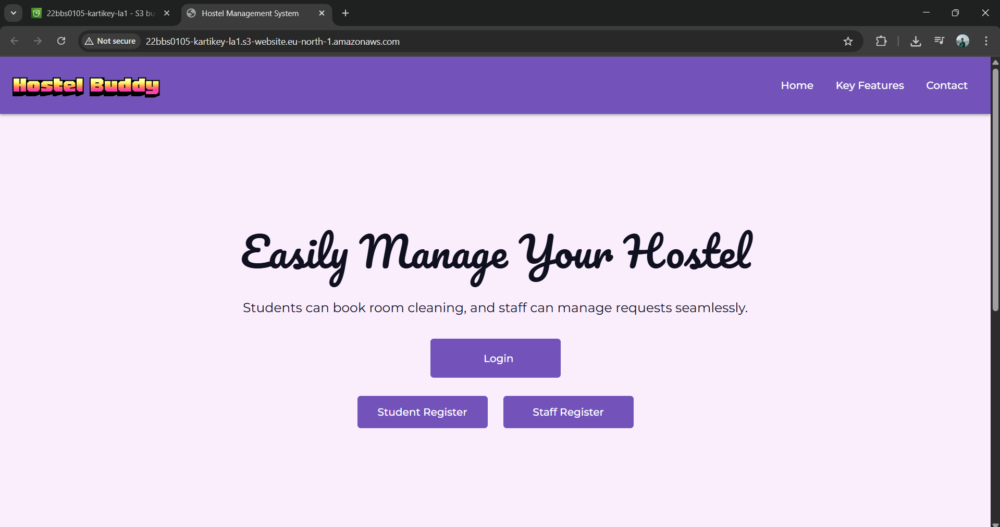 22bbs0105-kartikey-la1 - S3 bu
Hostel Management System
Not secure
22bbs0105-kartikey-la1.s3-website.eu-north-1.amazonaws.com
Hostel Buddy
Home
Key Features
Contact
Easily Manage Your Hostel
Students can book room cleaning, and staff can manage requests seamlessly.
Login
Student Register
Staff Register